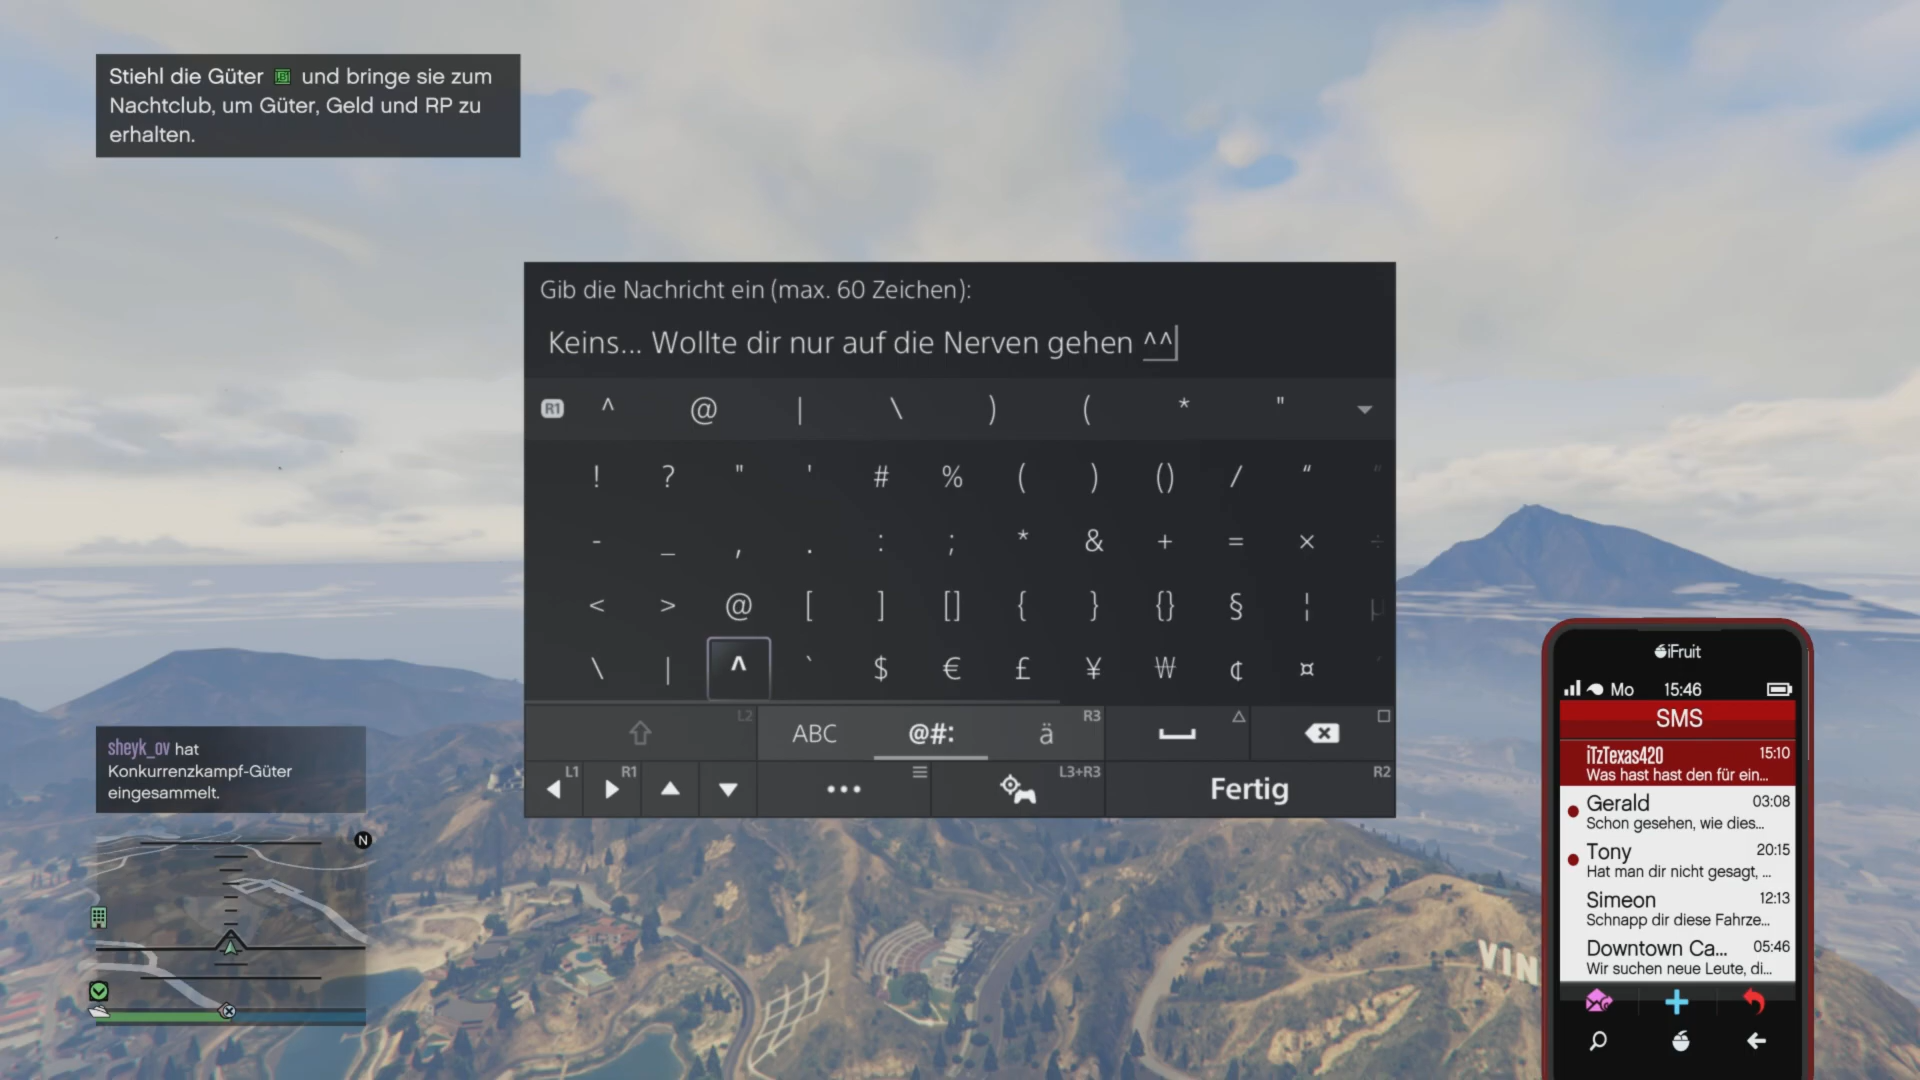 Stiehl die Güter und bringe sie zum
Nachtclub, um Güter, Geld und RP zu
erhalten.
Gib die Nachricht ein (max. 60 Zeichen):
Keins... Wollte dir nur auf die Nerven gehen ^^
R1 ^ @ | \ ) ( * "
! ? " ' # % ( ) () / “
- _ , . : ; * & + = × ÷
< > @ [ ] [] { } {} § ¦ µ
\ | ^ ` $ € £ ¥ ₩ ¢ ¤
L2 ABC @#: ä R3
L1 R1 ... L3+R3 Fertig R2
sheyk_ov hat
Konkurrenzkampf-Güter
eingesammelt.
N
VIN
iFruit
Mo 15:46
SMS
iTzTexas420 15:10
Was hast hast den für ein...
Gerald 03:08
Schon gesehen, wie dies...
Tony 20:15
Hat man dir nicht gesagt, ...
Simeon 12:13
Schnapp dir diese Fahrze...
Downtown Ca... 05:46
Wir suchen neue Leute, di...